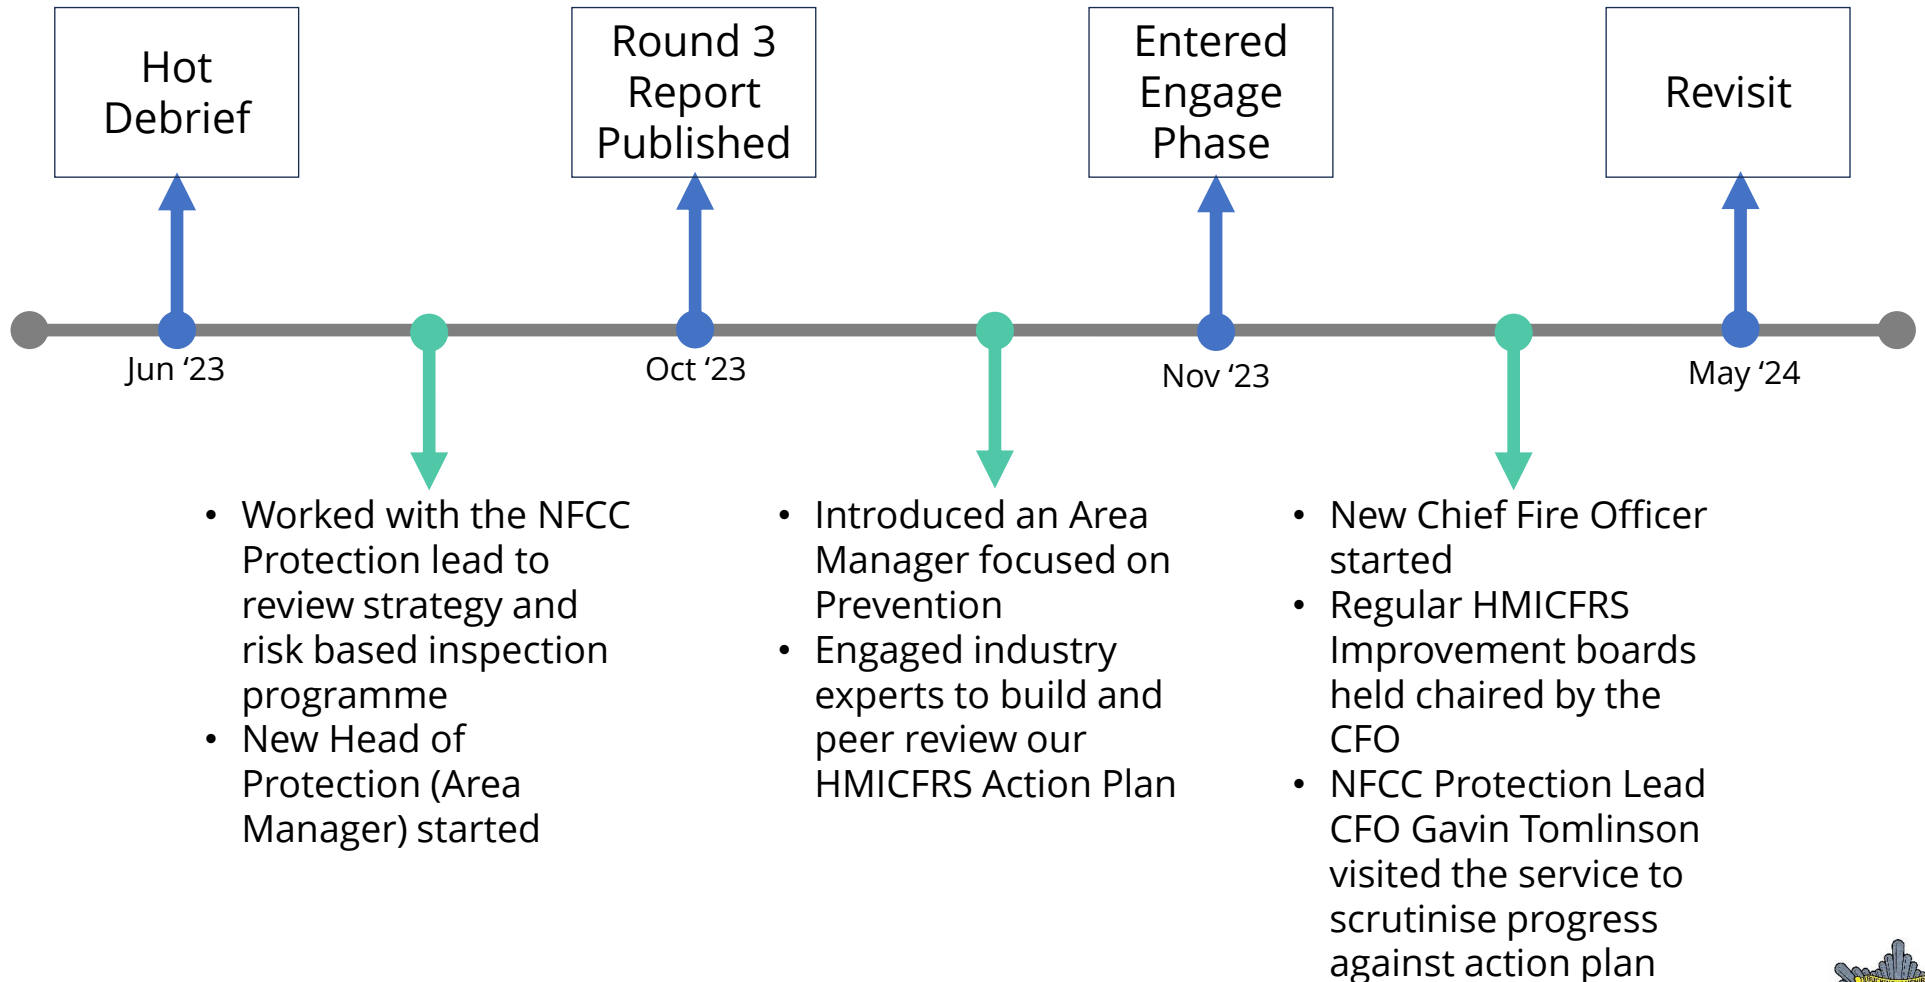 Hot
Debrief
Round 3
Report
Published
Entered
Engage
Phase
Revisit
Jun ‘23
Oct ‘23
Nov ‘23
May ‘24
• Worked with the NFCC
Protection lead to
review strategy and
risk based inspection
programme
• New Head of
Protection (Area
Manager) started
• Introduced an Area
Manager focused on
Prevention
• Engaged industry
experts to build and
peer review our
HMICFRS Action Plan
• New Chief Fire Officer
started
• Regular HMICFRS
Improvement boards
held chaired by the
CFO
• NFCC Protection Lead
CFO Gavin Tomlinson
visited the service to
scrutinise progress
against action plan